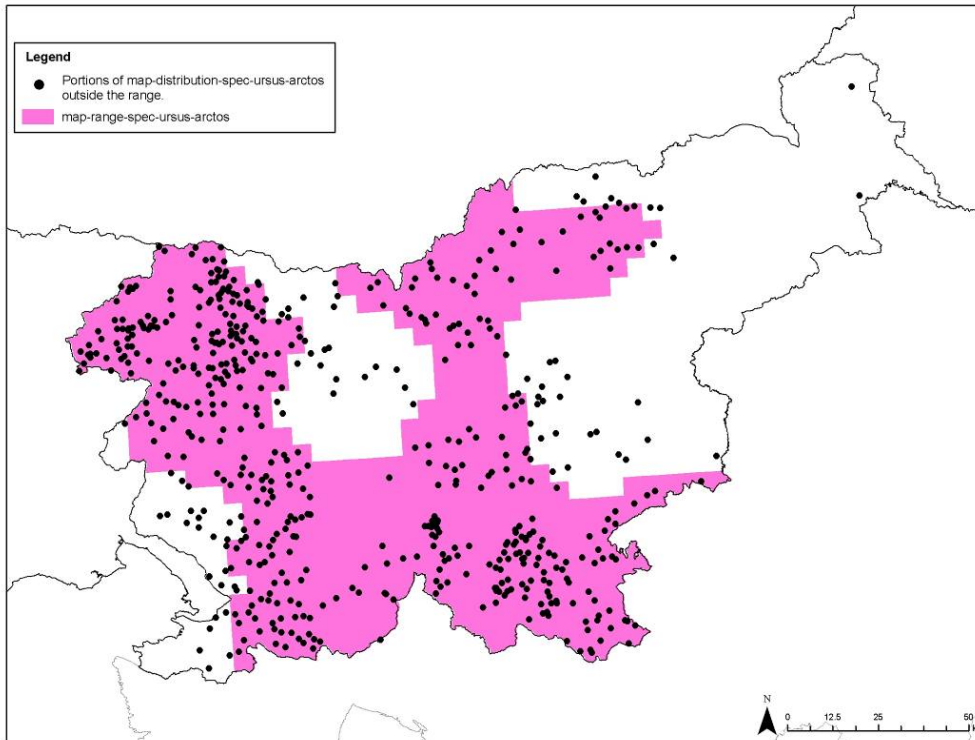 Legend
Portions of map-distribution-spec-ursus-arctos
outside the range.
map-range-spec-ursus-arctos
N
0 12.5 25 50